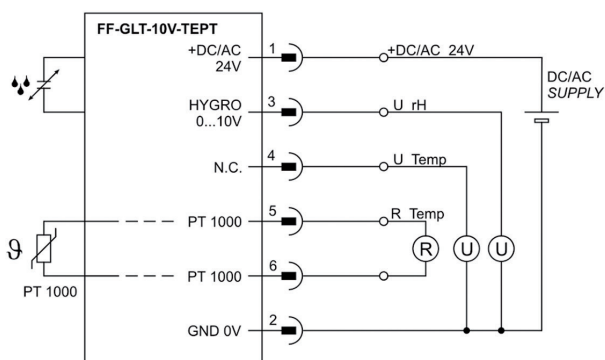 FF-GLT-10V-TEPT
+DC/AC 24V 1 +DC/AC 24V
DC/AC SUPPLY
HYGRO 0...10V 3 U rH
N.C. 4 U Temp
PT 1000 5 R Temp
R U U
ϑ
PT 1000
PT 1000 6
GND 0V 2